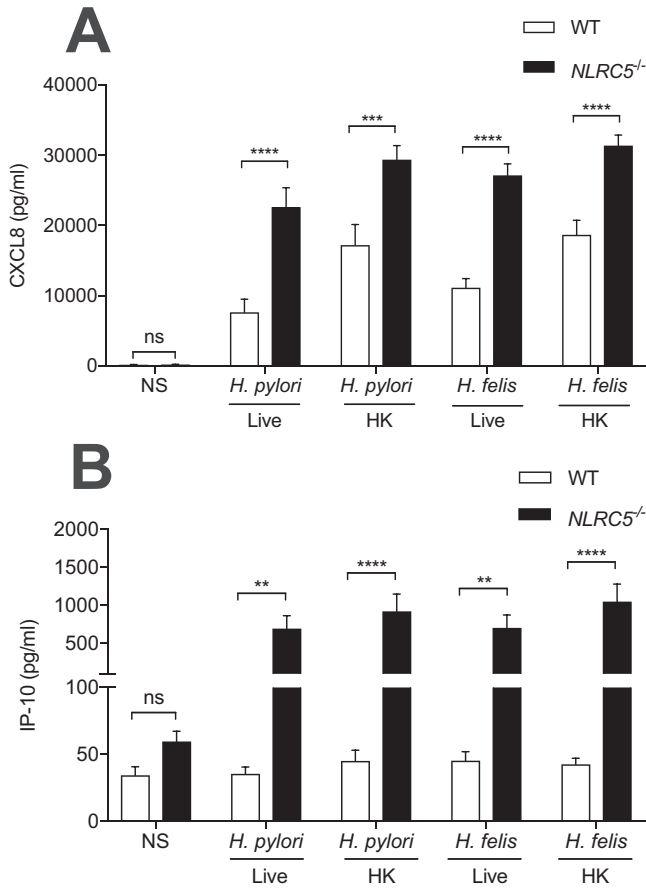 A
WT
NLRC5-/-
CXCL8 (pg/ml)
40000
30000
20000
10000
0
ns
****
***
****
****
NS
H. pylori
H. pylori
H. felis
H. felis
Live
HK
Live
HK
B
WT
NLRC5-/-
IP-10 (pg/ml)
2000
1500
1000
500
100
50
0
ns
**
****
**
****
NS
H. pylori
H. pylori
H. felis
H. felis
Live
HK
Live
HK